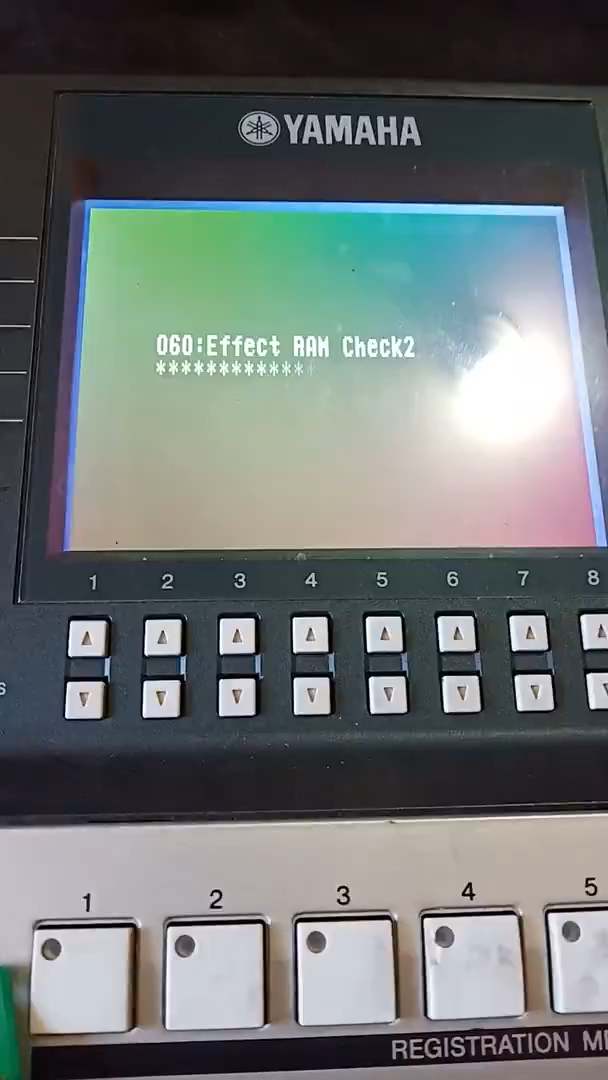 YAMAHA
060:Effect RAM Check2
************
1 2 3 4 5 6 7 8
1 2 3 4 5
REGISTRATION